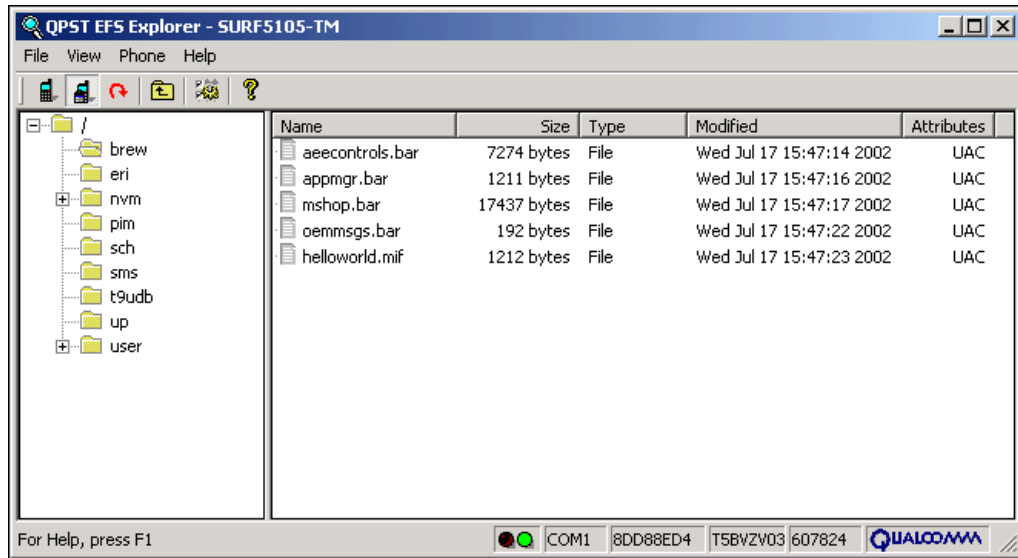 QPST EFS Explorer - SURF5105-TM
File View Phone Help
/
brew
eri
nvm
pim
sch
sms
t9udb
up
user
Name Size Type Modified Attributes
aeecontrols.bar 7274 bytes File Wed Jul 17 15:47:14 2002 UAC
appmgr.bar 1211 bytes File Wed Jul 17 15:47:16 2002 UAC
mshop.bar 17437 bytes File Wed Jul 17 15:47:17 2002 UAC
oemmsgs.bar 192 bytes File Wed Jul 17 15:47:22 2002 UAC
helloworld.mif 1212 bytes File Wed Jul 17 15:47:23 2002 UAC
For Help, press F1 COM1 8DD88ED4 T5BVZV03 607824 QUALCOMM